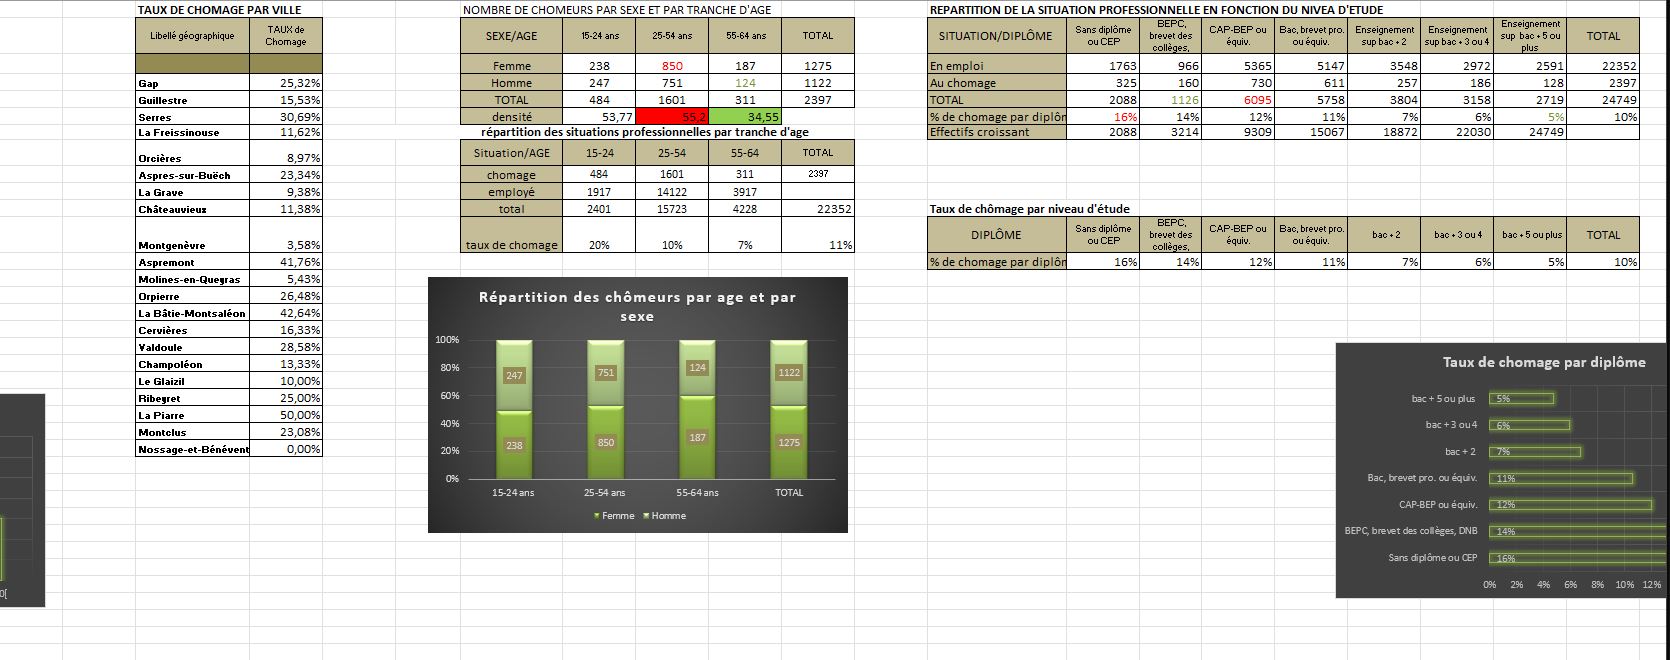 TAUX DE CHOMAGE PAR VILLE
Libellé géographique TAUX de Chomage
Gap 25,32%
Guillestre 15,53%
Serres 30,69%
La Freissinouse 11,62%
Orcières 8,97%
Aspres-sur-Buëch 23,34%
La Grave 9,38%
Châteauvieux 11,38%
Montgenèvre 3,58%
Aspremont 41,76%
Molines-en-Queyras 5,43%
Orpierre 26,48%
La Bâtie-Montsaléon 42,64%
Cervières 16,33%
Valdoule 28,58%
Champoléon 13,33%
Le Glaizil 10,00%
Ribeyret 25,00%
La Piarre 50,00%
Montclus 23,08%
Nossage-et-Bénévent 0,00%
NOMBRE DE CHOMEURS PAR SEXE ET PAR TRANCHE D'AGE
SEXE/AGE 15-24 ans 25-54 ans 55-64 ans TOTAL
Femme 238 850 187 1275
Homme 247 751 124 1122
TOTAL 484 1601 311 2397
densité 53,77 55,2 34,55
répartition des situations professionnelles par tranche d'age
Situation/AGE 15-24 25-54 55-64 TOTAL
chomage 484 1601 311 2397
employé 1917 14122 3917
total 2401 15723 4228 22352
taux de chomage 20% 10% 7% 11%
Répartition des chômeurs par age et par
sexe
100%
80%
60%
40%
20%
0%
247 751 124 1122
238 850 187 1275
15-24 ans 25-54 ans 55-64 ans TOTAL
Femme Homme
REPARTITION DE LA SITUATION PROFESSIONNELLE EN FONCTION DU NIVEA D'ETUDE
SITUATION/DIPLÔME Sans diplôme ou CEP BEPC, brevet des collèges, CAP-BEP ou équiv. Bac, brevet pro. ou équiv. Enseignement sup bac + 2 Enseignement sup bac + 3 ou 4 Enseignement sup bac + 5 ou plus TOTAL
En emploi 1763 966 5365 5147 3548 2972 2591 22352
Au chomage 325 160 730 611 257 186 128 2397
TOTAL 2088 1126 6095 5758 3804 3158 2719 24749
% de chomage par diplôm 16% 14% 12% 11% 7% 6% 5% 10%
Effectifs croissant 2088 3214 9309 15067 18872 22030 24749
Taux de chômage par niveau d'étude
DIPLÔME Sans diplôme ou CEP BEPC, brevet des collèges, CAP-BEP ou équiv. Bac, brevet pro. ou équiv. bac + 2 bac + 3 ou 4 bac + 5 ou plus TOTAL
% de chomage par diplôm 16% 14% 12% 11% 7% 6% 5% 10%
Taux de chomage par diplôme
bac + 5 ou plus 5%
bac + 3 ou 4 6%
bac + 2 7%
Bac, brevet pro. ou équiv. 11%
CAP-BEP ou équiv. 12%
BEPC, brevet des collèges, DNB 14%
Sans diplôme ou CEP 16%
0% 2% 4% 6% 8% 10% 12%
0[